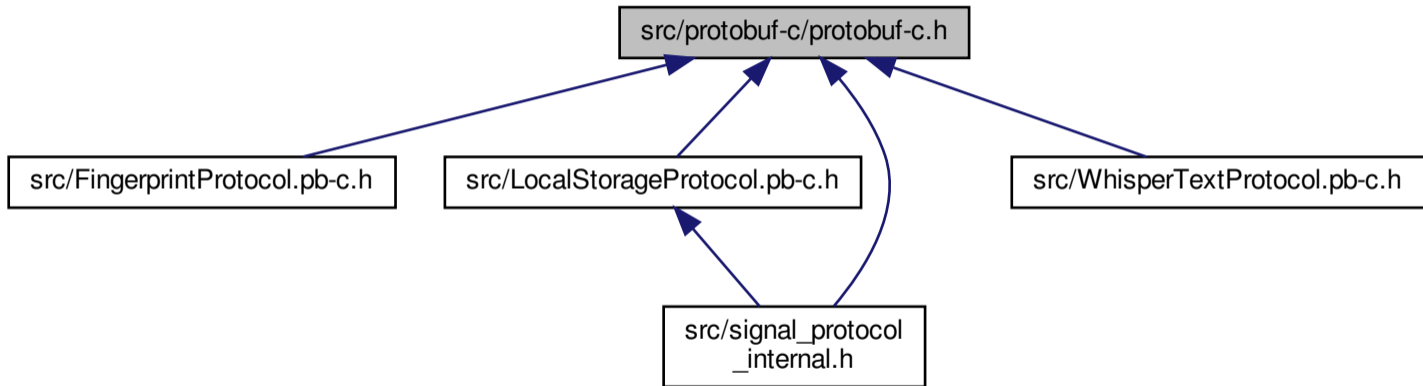 src/protobuf-c/protobuf-c.h
src/FingerprintProtocol.pb-c.h
src/LocalStorageProtocol.pb-c.h
src/WhisperTextProtocol.pb-c.h
src/signal_protocol
_internal.h